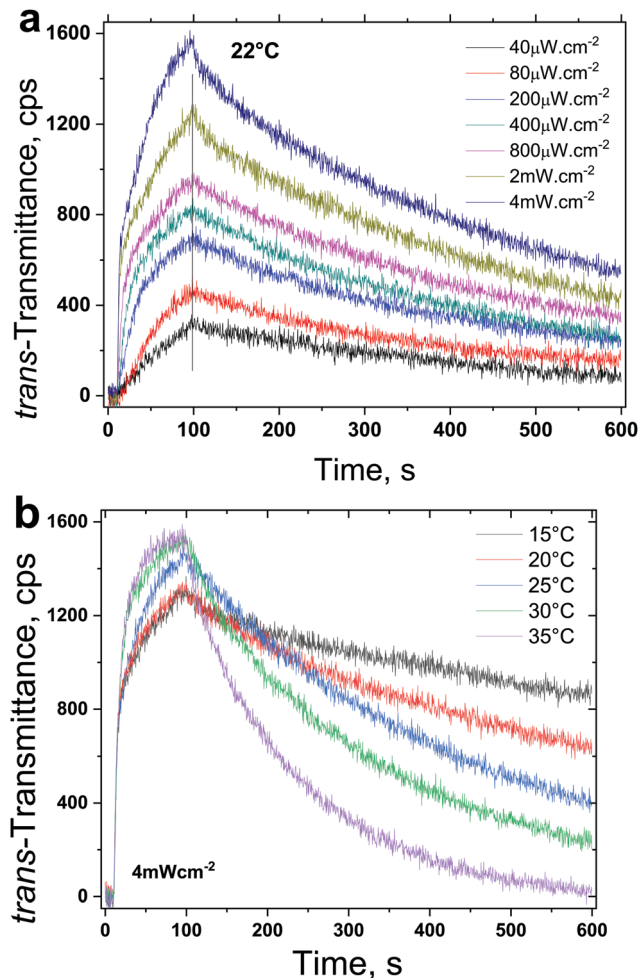 a
22°C
40μW.cm-2
80μW.cm-2
200μW.cm-2
400μW.cm-2
800μW.cm-2
2mW.cm-2
4mW.cm-2
trans-Transmittance, cps
1600
1200
800
400
0
0 100 200 300 400 500 600
Time, s
b
15°C
20°C
25°C
30°C
35°C
trans-Transmittance, cps
1600
1200
800
400
0
4mWcm-2
0 100 200 300 400 500 600
Time, s